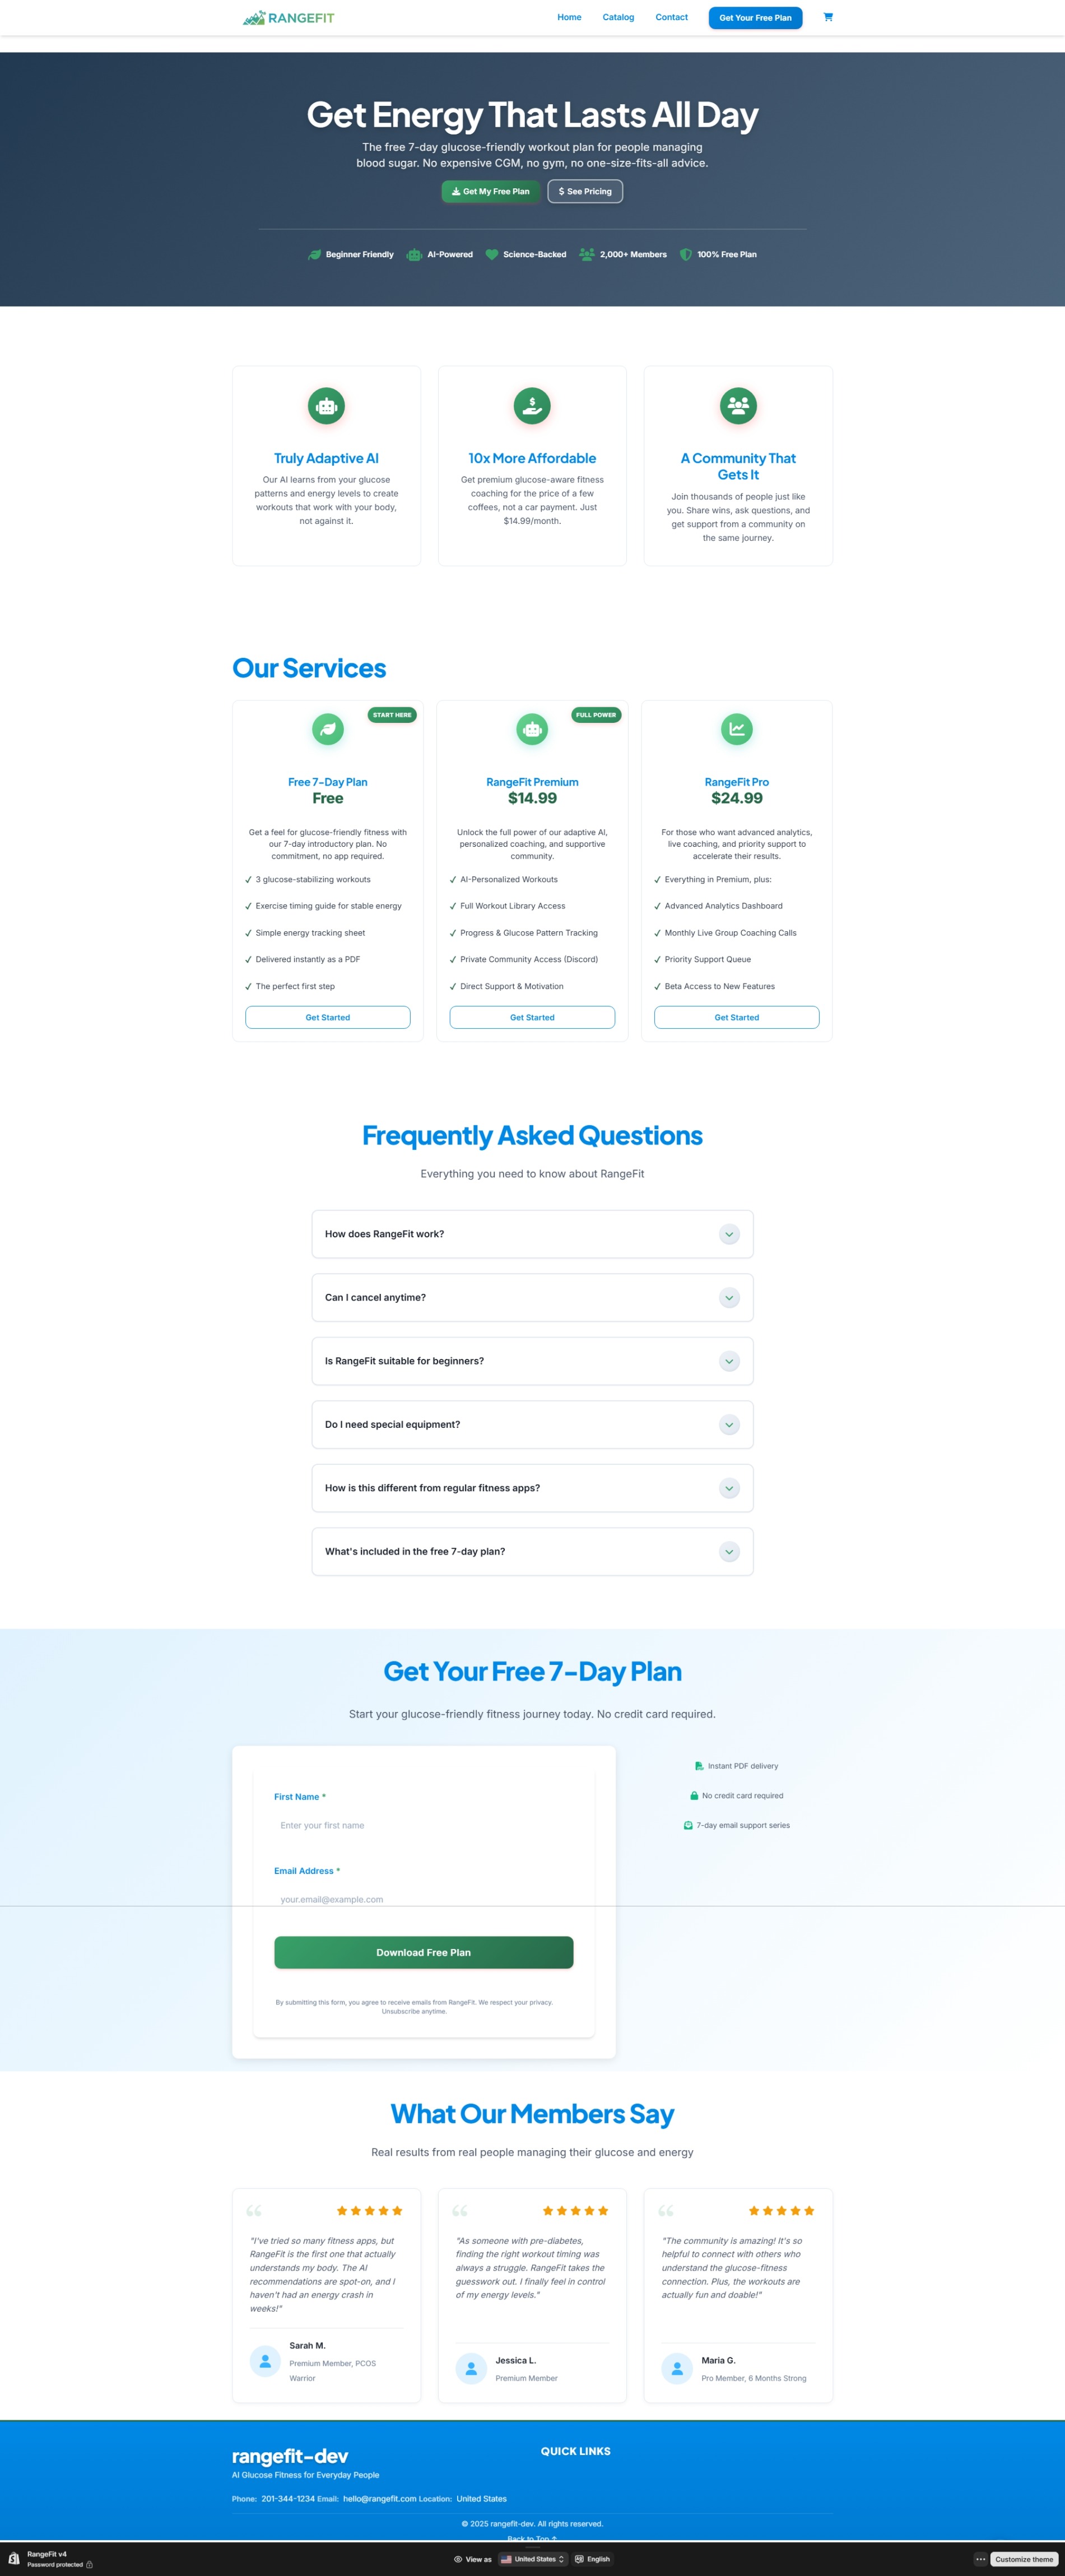 RANGEFIT
Home
Catalog
Contact
Get Your Free Plan
Get Energy That Lasts All Day
The free 7-day glucose-friendly workout plan for people managing
blood sugar. No expensive CGM, no gym, no one-size-fits-all advice.
Get My Free Plan
See Pricing
Beginner Friendly
AI-Powered
Science-Backed
2,000+ Members
100% Free Plan
Truly Adaptive AI
Our AI learns from your glucose
patterns and energy levels to create
workouts that work with your body,
not against it.
10x More Affordable
Get premium glucose-aware fitness
coaching for the price of a few
coffees, not a car payment. Just
$14.99/month.
A Community That
Gets It
Join thousands of people just like
you. Share wins, ask questions, and
get support from a community on
the same journey.
Our Services
START HERE
Free 7-Day Plan
Free
Get a feel for glucose-friendly fitness with
our 7-day introductory plan. No
commitment, no app required.
3 glucose-stabilizing workouts
Exercise timing guide for stable energy
Simple energy tracking sheet
Delivered instantly as a PDF
The perfect first step
Get Started
FULL POWER
RangeFit Premium
$14.99
Unlock the full power of our adaptive AI,
personalized coaching, and supportive
community.
AI-Personalized Workouts
Full Workout Library Access
Progress & Glucose Pattern Tracking
Private Community Access (Discord)
Direct Support & Motivation
Get Started
RangeFit Pro
$24.99
For those who want advanced analytics,
live coaching, and priority support to
accelerate their results.
Everything in Premium, plus:
Advanced Analytics Dashboard
Monthly Live Group Coaching Calls
Priority Support Queue
Beta Access to New Features
Get Started
Frequently Asked Questions
Everything you need to know about RangeFit
How does RangeFit work?
Can I cancel anytime?
Is RangeFit suitable for beginners?
Do I need special equipment?
How is this different from regular fitness apps?
What's included in the free 7-day plan?
Get Your Free 7-Day Plan
Start your glucose-friendly fitness journey today. No credit card required.
First Name *
Enter your first name
Email Address *
your.email@example.com
Download Free Plan
By submitting this form, you agree to receive emails from RangeFit. We respect your privacy.
Unsubscribe anytime.
Instant PDF delivery
No credit card required
7-day email support series
What Our Members Say
Real results from real people managing their glucose and energy
"I've tried so many fitness apps, but
RangeFit is the first one that actually
understands my body. The AI
recommendations are spot-on, and I
haven't had an energy crash in
weeks!"
Sarah M.
Premium Member, PCOS
Warrior
"As someone with pre-diabetes,
finding the right workout timing was
always a struggle. RangeFit takes the
guesswork out. I finally feel in control
of my energy levels."
Jessica L.
Premium Member
"The community is amazing! It's so
helpful to connect with others who
understand the glucose-fitness
connection. Plus, the workouts are
actually fun and doable!"
Maria G.
Pro Member, 6 Months Strong
rangefit-dev
AI Glucose Fitness for Everyday People
Phone: 201-344-1234 Email: hello@rangefit.com Location: United States
QUICK LINKS
© 2025 rangefit-dev. All rights reserved.
Back to Top ↑
RangeFit v4
Password protected
View as
United States
English
Customize theme